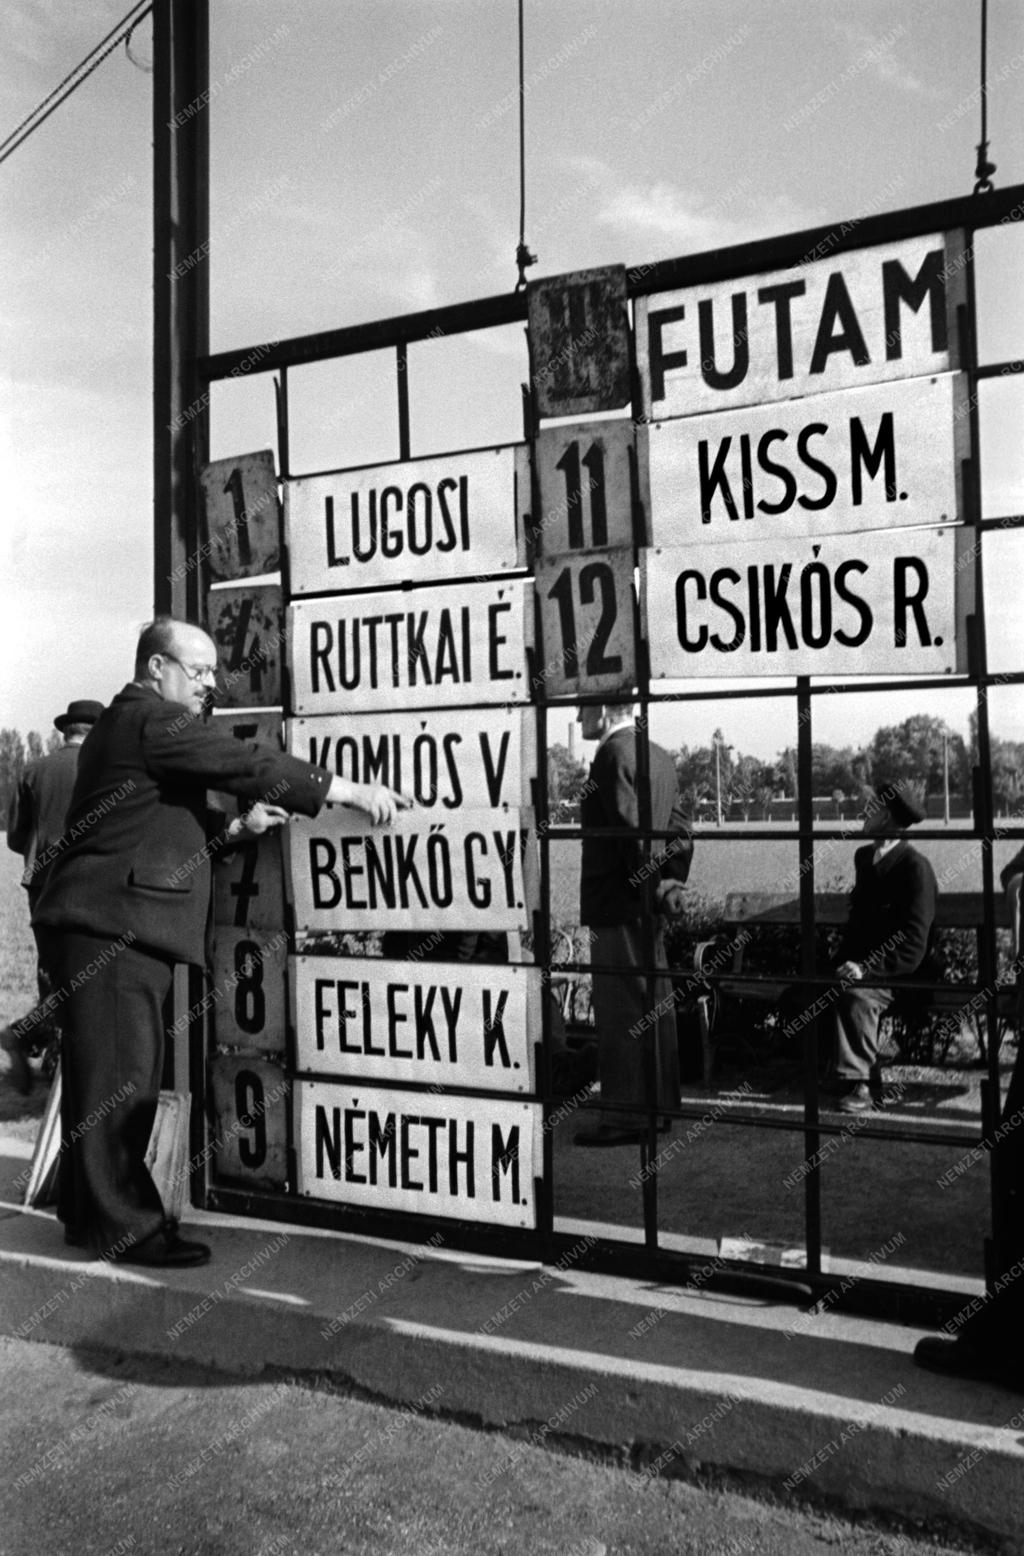 II FUTAM
1 LUGOSI
4 RUTTKAI É.
KOMLÓS V.
7 BENKŐ GY.
8 FELEKY K.
9 NÉMETH M.
11 KISS M.
12 CSIKÓS R.
NEMZETI ARCHÍVUM